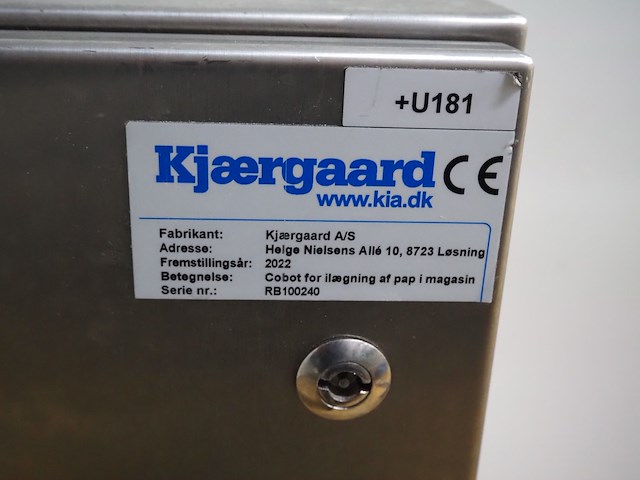 +U181
Kjærgaard CE
www.kia.dk
Fabrikant: Kjærgaard A/S
Adresse: Helge Nielsens Allé 10, 8723 Løsning
Fremstillingsår: 2022
Betegnelse: Cobot for ilægning af pap i magasin
Serie nr.: RB100240